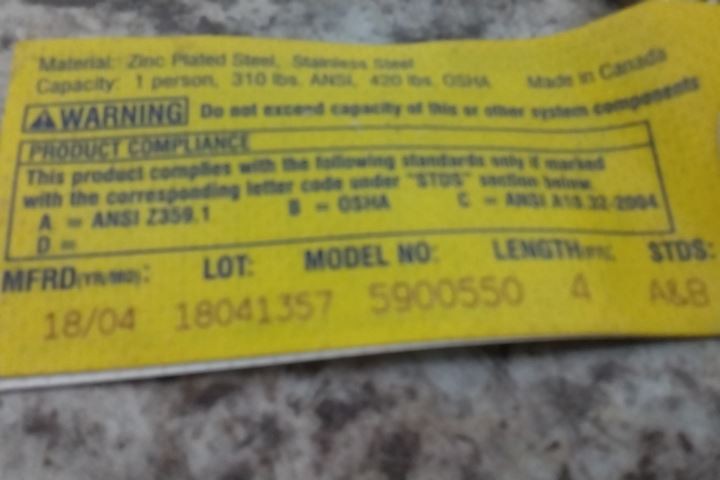 Material: Zinc Plated Steel, Stainless Steel
Capacity: 1 person, 310 lbs. ANSI, 420 lbs. OSHA Made in Canada
WARNING Do not exceed capacity of this or other system components
PRODUCT COMPLIANCE
This product complies with the following standards only if marked
with the corresponding letter code under "STDS" section below.
A = ANSI Z359.1 B = OSHA C = ANSI A10.32-2004
D =
MFRD(YR/MO): LOT: MODEL NO: LENGTH(FT): STDS:
18/04 18041357 5900550 4 A&B